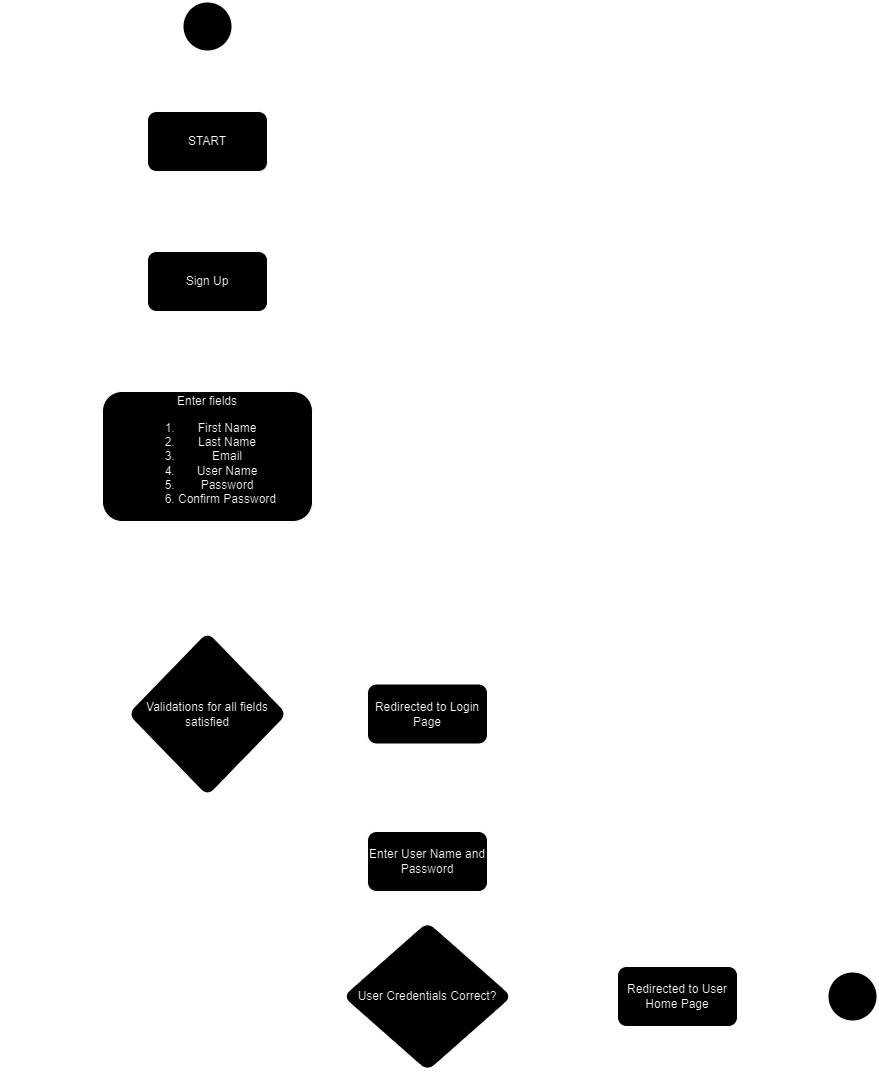 START
Sign Up
Enter fields
1. First Name
2. Last Name
3. Email
4. User Name
5. Password
6. Confirm Password
Validations for all fields
satisfied
Redirected to Login
Page
Enter User Name and
Password
User Credentials Correct?
Redirected to User
Home Page